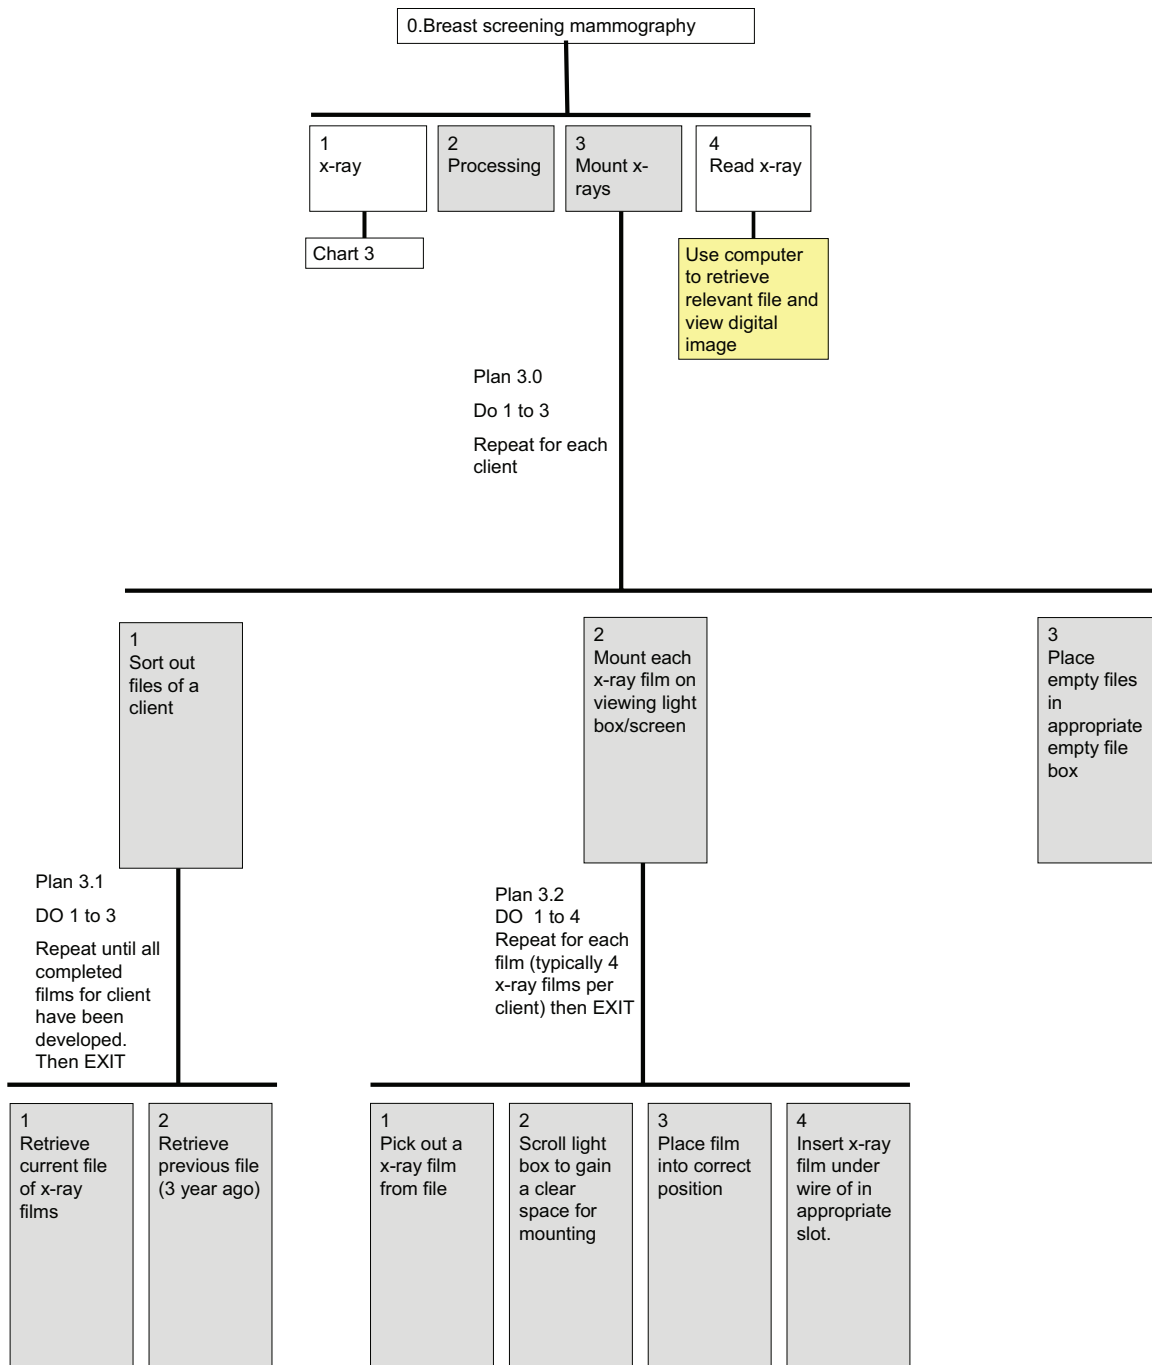 0.Breast screening mammography
1
x-ray
2
Processing
3
Mount x-
rays
4
Read x-ray
Chart 3
Use computer
to retrieve
relevant file and
view digital
image
Plan 3.0
Do 1 to 3
Repeat for each
client
1
Sort out
files of a
client
2
Mount each
x-ray film on
viewing light
box/screen
3
Place
empty files
in
appropriate
empty file
box
Plan 3.1
DO 1 to 3
Repeat until all
completed
films for client
have been
developed.
Then EXIT
Plan 3.2
DO  1 to 4
Repeat for each
film (typically 4
x-ray films per
client) then EXIT
1
Retrieve
current file
of x-ray
films
2
Retrieve
previous file
(3 year ago)
1
Pick out a
x-ray film
from file
2
Scroll light
box to gain
a clear
space for
mounting
3
Place film
into correct
position
4
Insert x-ray
film under
wire of in
appropriate
slot.